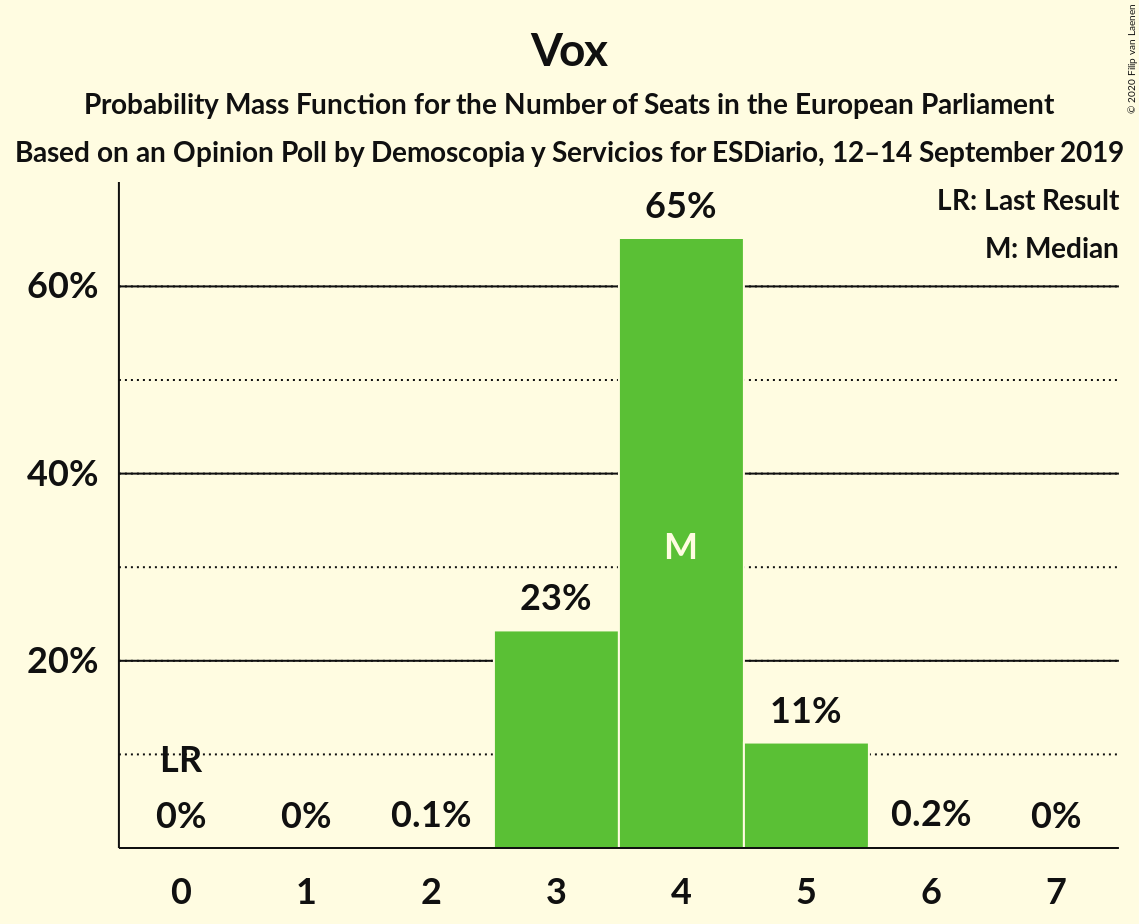 Vox
Probability Mass Function for the Number of Seats in the European Parliament
Based on an Opinion Poll by Demoscopia y Servicios for ESDiario, 12–14 September 2019
© 2020 Filip van Laenen
LR: Last Result
M: Median
65%
60%
40%
M
23%
20%
11%
LR
0%
0%
0.1%
0.2%
0%
0 1 2 3 4 5 6 7